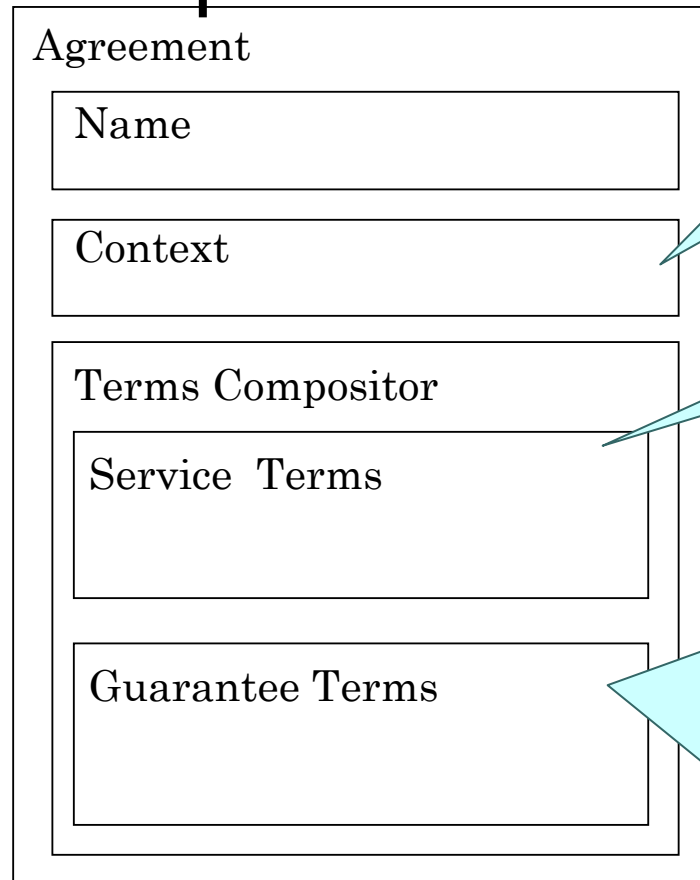 Agreement
Name
Context
Terms Compositor
Service Terms
Guarantee Terms